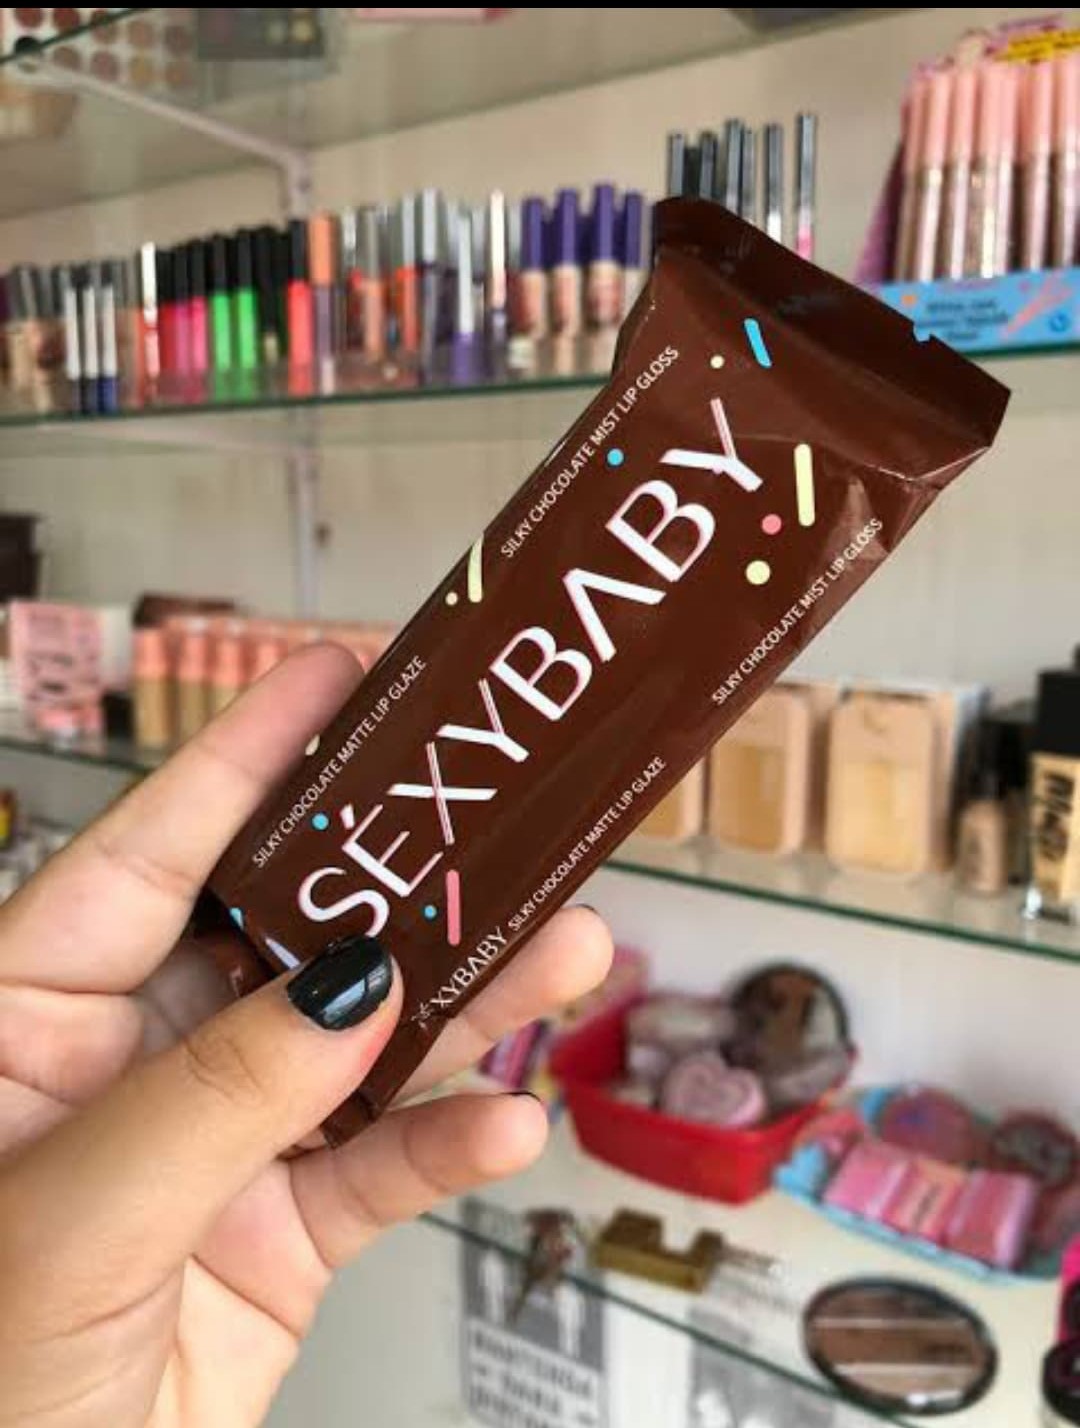 SILKY CHOCOLATE MIST LIP GLOSS
SILKY CHOCOLATE MATTE LIP GLAZE
SÉXYBABY
SILKY CHOCOLATE MIST LIP GLOSS
SILKY CHOCOLATE MATTE LIP GLAZE
XYBABY
MANTENHA